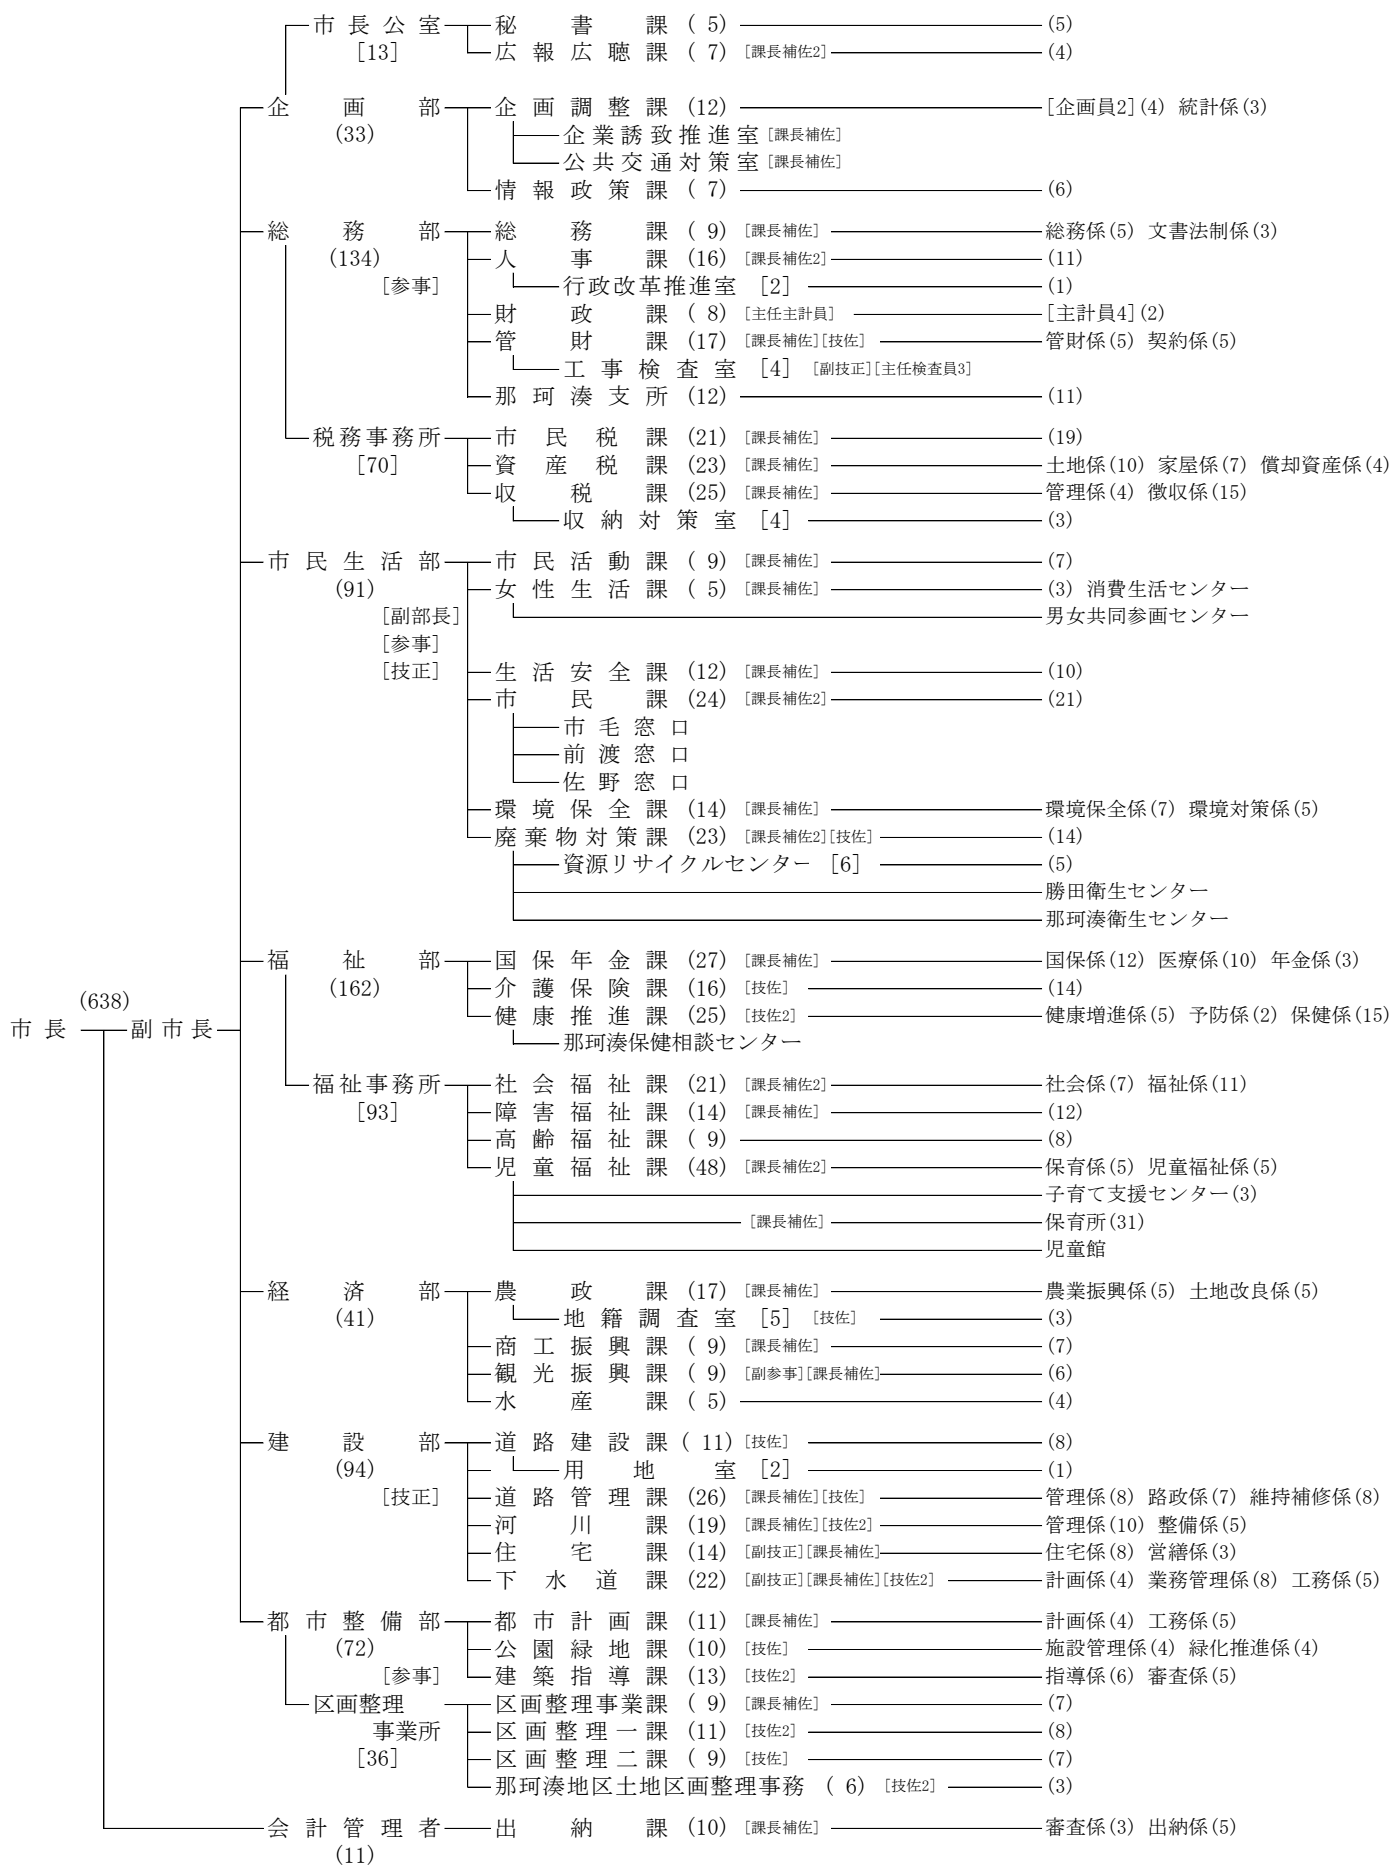 市長公室 秘書課 ( 5) (5)
[13] 広報広聴課 ( 7) [課長補佐2] (4)
企画部 企画調整課 (12) [企画員2](4) 統計係(3)
(33) 企業誘致推進室 [課長補佐]
公共交通対策室 [課長補佐]
情報政策課 ( 7) (6)
総務部 総務課 ( 9) [課長補佐] 総務係(5) 文書法制係(3)
(134) 人事課 (16) [課長補佐2] (11)
[参事] 行政改革推進室 [2] (1)
財政課 ( 8) [主任主計員] [主計員4](2)
管財課 (17) [課長補佐][技佐] 管財係(5) 契約係(5)
工事検査室 [4] [副技正][主任検査員3]
那珂湊支所 (12) (11)
税務事務所 市民税課 (21) [課長補佐] (19)
[70] 資産税課 (23) [課長補佐] 土地係(10) 家屋係(7) 償却資産係(4)
収税課 (25) [課長補佐] 管理係(4) 徴収係(15)
収納対策室 [4] (3)
市民生活部 市民活動課 ( 9) [課長補佐] (7)
(91) 女性生活課 ( 5) [課長補佐] (3) 消費生活センター
[副部長] 男女共同参画センター
[参事]
[技正] 生活安全課 (12) [課長補佐] (10)
市民課 (24) [課長補佐2] (21)
市毛窓口
前渡窓口
佐野窓口
環境保全課 (14) [課長補佐] 環境保全係(7) 環境対策係(5)
廃棄物対策課 (23) [課長補佐2][技佐] (14)
資源リサイクルセンター [6] (5)
勝田衛生センター
那珂湊衛生センター
福祉部 国保年金課 (27) [課長補佐] 国保係(12) 医療係(10) 年金係(3)
(162) 介護保険課 (16) [技佐] (14)
(638) 健康推進課 (25) [技佐2] 健康増進係(5) 予防係(2) 保健係(15)
市長 副市長
那珂湊保健相談センター
福祉事務所 社会福祉課 (21) [課長補佐2] 社会係(7) 福祉係(11)
[93] 障害福祉課 (14) [課長補佐] (12)
高齢福祉課 ( 9) (8)
児童福祉課 (48) [課長補佐2] 保育係(5) 児童福祉係(5)
子育て支援センター(3)
[課長補佐] 保育所(31)
児童館
経済部 農政課 (17) [課長補佐] 農業振興係(5) 土地改良係(5)
(41) 地籍調査室 [5] [技佐] (3)
商工振興課 ( 9) [課長補佐] (7)
観光振興課 ( 9) [副参事][課長補佐] (6)
水産課 ( 5) (4)
建設部 道路建設課 ( 11) [技佐] (8)
(94) 用地室 [2] (1)
[技正] 道路管理課 (26) [課長補佐][技佐] 管理係(8) 路政係(7) 維持補修係(8)
河川課 (19) [課長補佐][技佐2] 管理係(10) 整備係(5)
住宅課 (14) [副技正][課長補佐] 住宅係(8) 営繕係(3)
下水道課 (22) [副技正][課長補佐][技佐2] 計画係(4) 業務管理係(8) 工務係(5)
都市整備部 都市計画課 (11) [課長補佐] 計画係(4) 工務係(5)
(72) 公園緑地課 (10) [技佐] 施設管理係(4) 緑化推進係(4)
[参事] 建築指導課 (13) [技佐2] 指導係(6) 審査係(5)
区画整理 区画整理事業課 ( 9) [課長補佐] (7)
事業所 区画整理一課 (11) [技佐2] (8)
[36] 区画整理二課 ( 9) [技佐] (7)
那珂湊地区土地区画整理事務 ( 6) [技佐2] (3)
会計管理者 出納課 (10) [課長補佐] 審査係(3) 出納係(5)
(11)